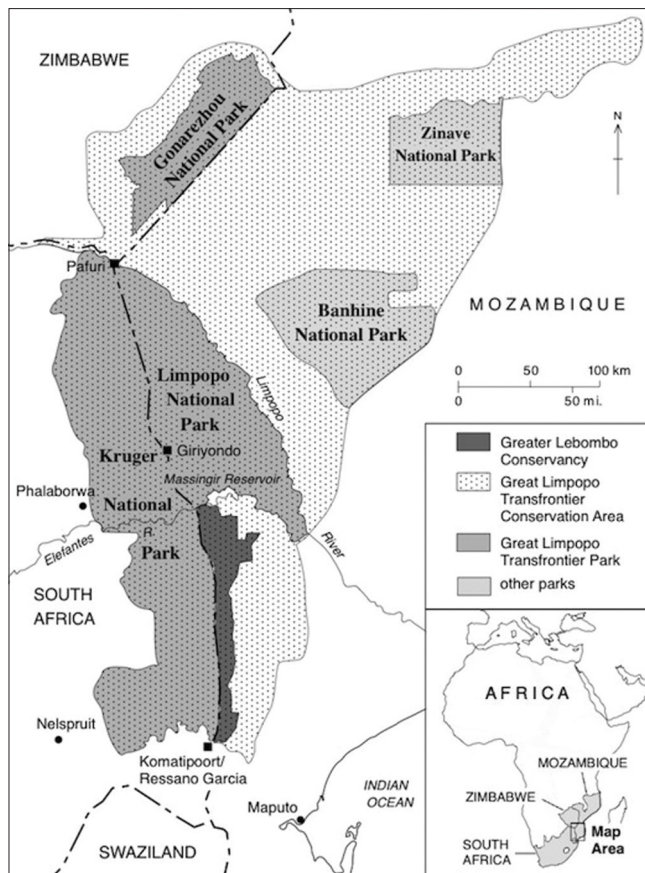 ZIMBABWE
Gonarezhou
National Park
Zinave
National Park
N
Pafuri
Banhine
National Park
MOZAMBIQUE
Limpopo
National
Park
Limpopo
0 50 100 km
0 50 mi.
Kruger
Giriyondo
Massingir Reservoir
Phalaborwa
National
R.
Park
Elefantes
River
SOUTH
AFRICA
Nelspruit
Komatipoort/
Ressano Garcia
Maputo
INDIAN
OCEAN
SWAZILAND
Greater Lebombo
Conservancy
Great Limpopo
Transfrontier
Conservation Area
Great Limpopo
Transfrontier Park
other parks
AFRICA
MOZAMBIQUE
ZIMBABWE
SOUTH
AFRICA
Map
Area